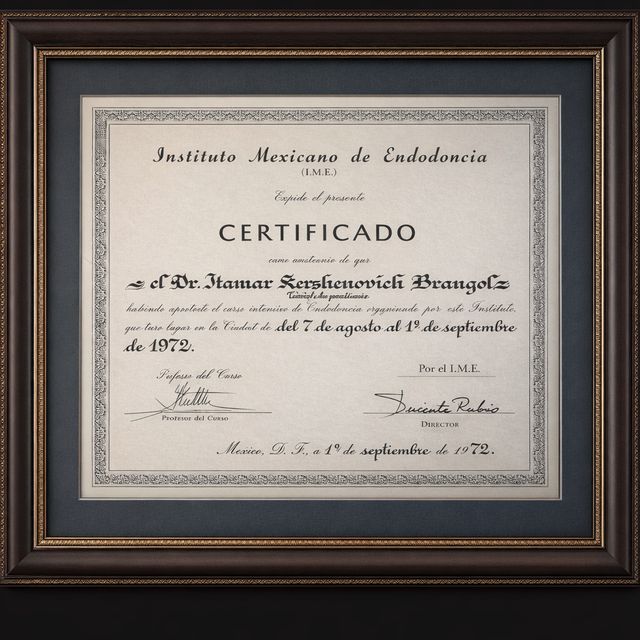 Instituto Mexicano de Endodoncia
(I.M.E.)
Expide el presente
CERTIFICADO
como de que
el Dr. Itamar Kershenovich Brangolz
habiendo el curso intensivo de Endodoncia por este Instituto,
que tuvo lugar en la Ciudad de del 7 de agosto al 1º de septiembre
de 1972.
Por el I.M.E.
Profesor del Curso
Profesor del Curso
DIRECTOR
Mexico, D. F., a 1º de septiembre de 1972.